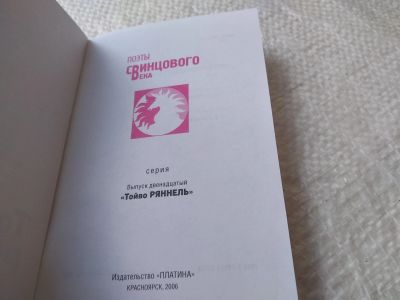 ПОЭТЫ
СВИНЦОВОГО
ВЕКА
серия
Выпуск двенадцатый
«Тойво РЯННЕЛЬ»
Издательство «ПЛАТИНА»
КРАСНОЯРСК, 2006